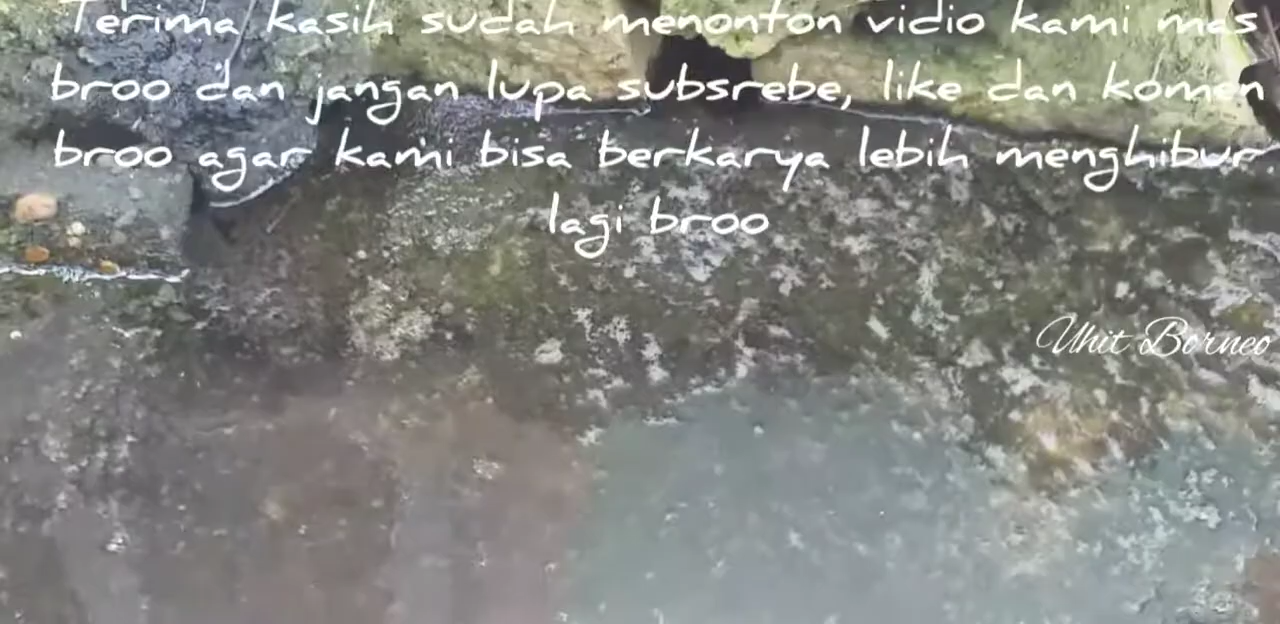 Terima kasih sudah menonton vidio kami mas
broo dan jangan lupa subsrebe, like dan komen
broo agar kami bisa berkarya lebih menghibur
lagi broo
Uhit Borneo